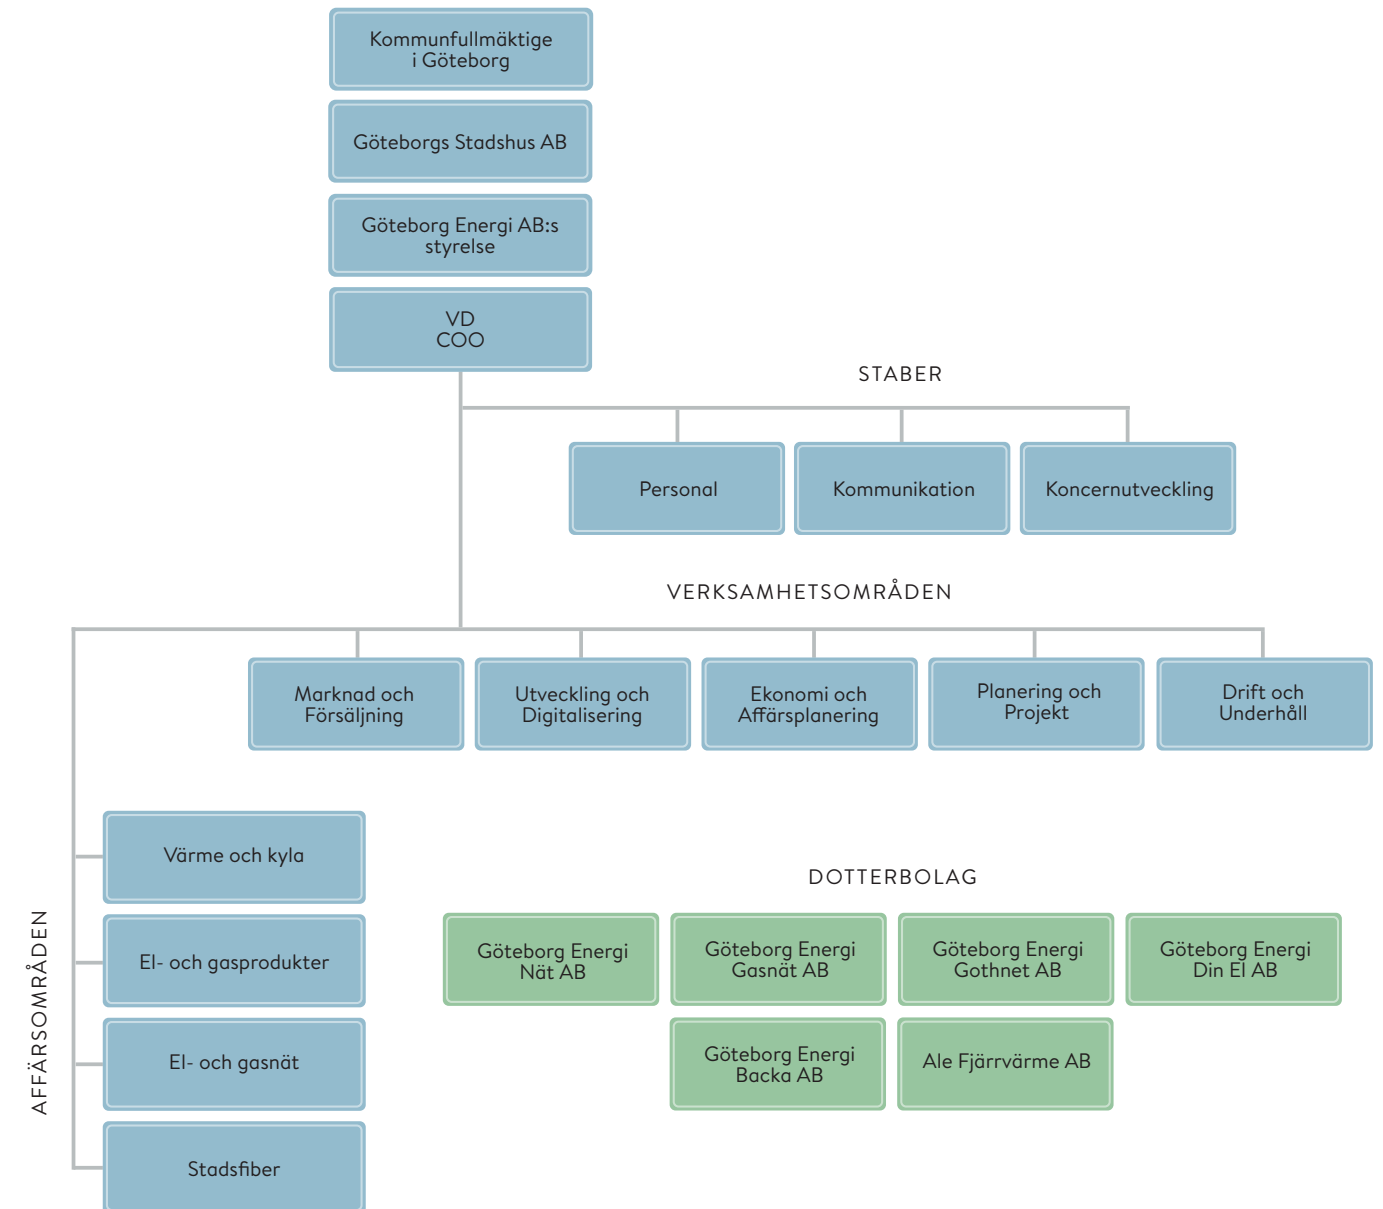 Kommunfullmäktige
i Göteborg
Göteborgs Stadshus AB
Göteborg Energi AB:s
styrelse
VD
COO
STABER
Personal
Kommunikation
Koncernutveckling
VERKSAMHETSOMRÅDEN
Marknad och
Försäljning
Utveckling och
Digitalisering
Ekonomi och
Affärsplanering
Planering och
Projekt
Drift och
Underhåll
AFFÄRSOMRÅDEN
Värme och kyla
El- och gasprodukter
El- och gasnät
Stadsfiber
DOTTERBOLAG
Göteborg Energi
Nät AB
Göteborg Energi
Gasnät AB
Göteborg Energi
Gothnet AB
Göteborg Energi
Din El AB
Göteborg Energi
Backa AB
Ale Fjärrvärme AB